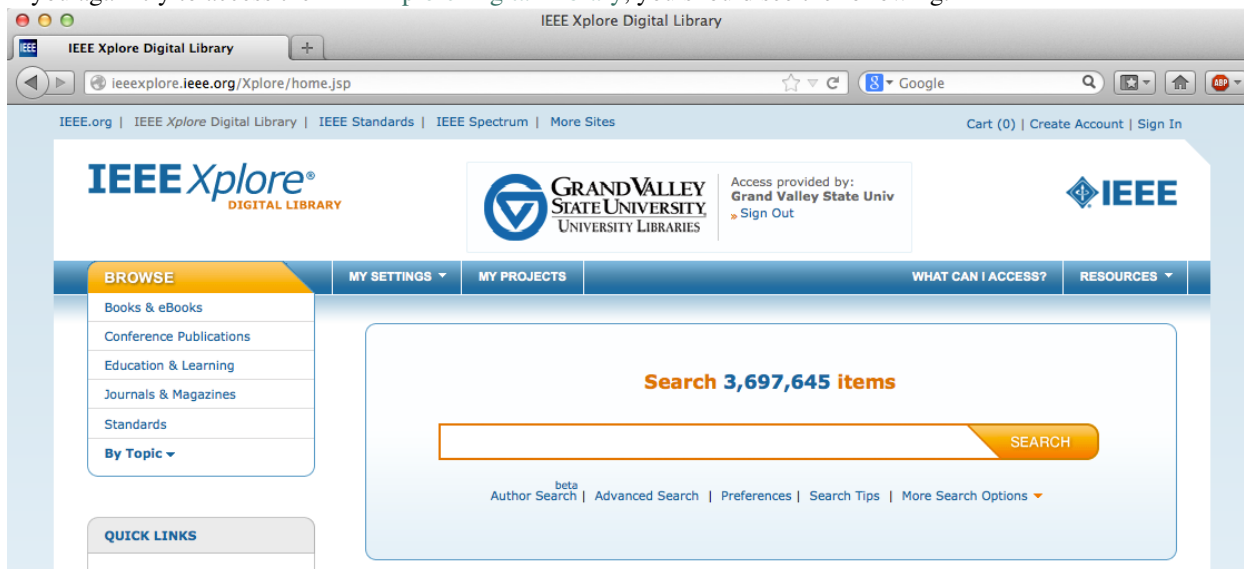 IEEE Xplore Digital Library
IEEE Xplore Digital Library +
ieeexplore.ieee.org/Xplore/home.jsp Google
IEEE.org | IEEE Xplore Digital Library | IEEE Standards | IEEE Spectrum | More Sites Cart (0) | Create Account | Sign In
IEEE Xplore®
DIGITAL LIBRARY
GRAND VALLEY
STATE UNIVERSITY
UNIVERSITY LIBRARIES
Access provided by:
Grand Valley State Univ
» Sign Out
IEEE
BROWSE MY SETTINGS MY PROJECTS WHAT CAN I ACCESS? RESOURCES
Books & eBooks
Conference Publications
Education & Learning
Journals & Magazines
Standards
By Topic
Search 3,697,645 items
SEARCH
beta
Author Search | Advanced Search | Preferences | Search Tips | More Search Options
QUICK LINKS